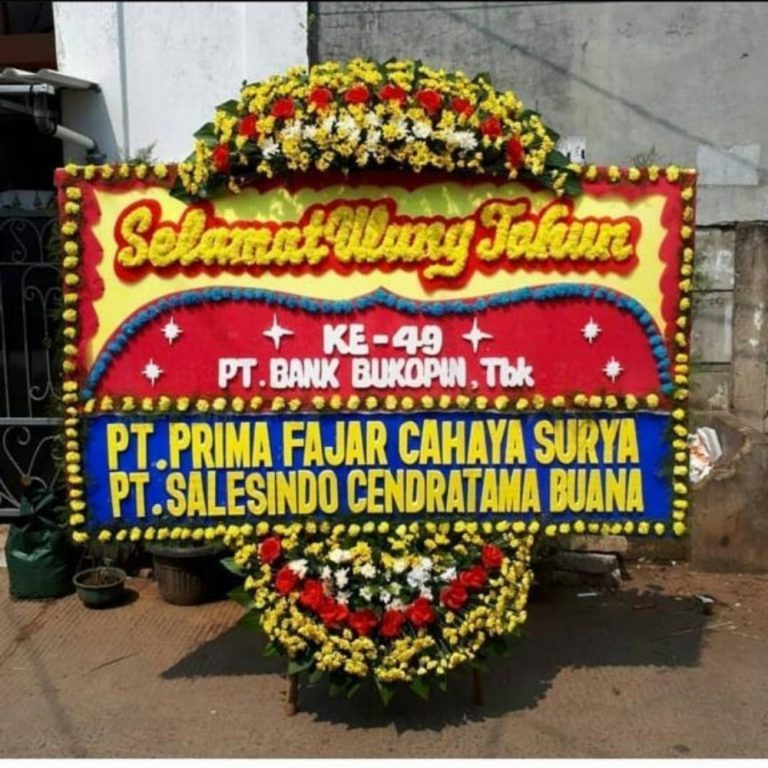 Selamat Ulang Tahun
KE-49
PT. BANK BUKOPIN, Tbk
PT. PRIMA FAJAR CAHAYA SURYA
PT. SALESINDO CENDRATAMA BUANA